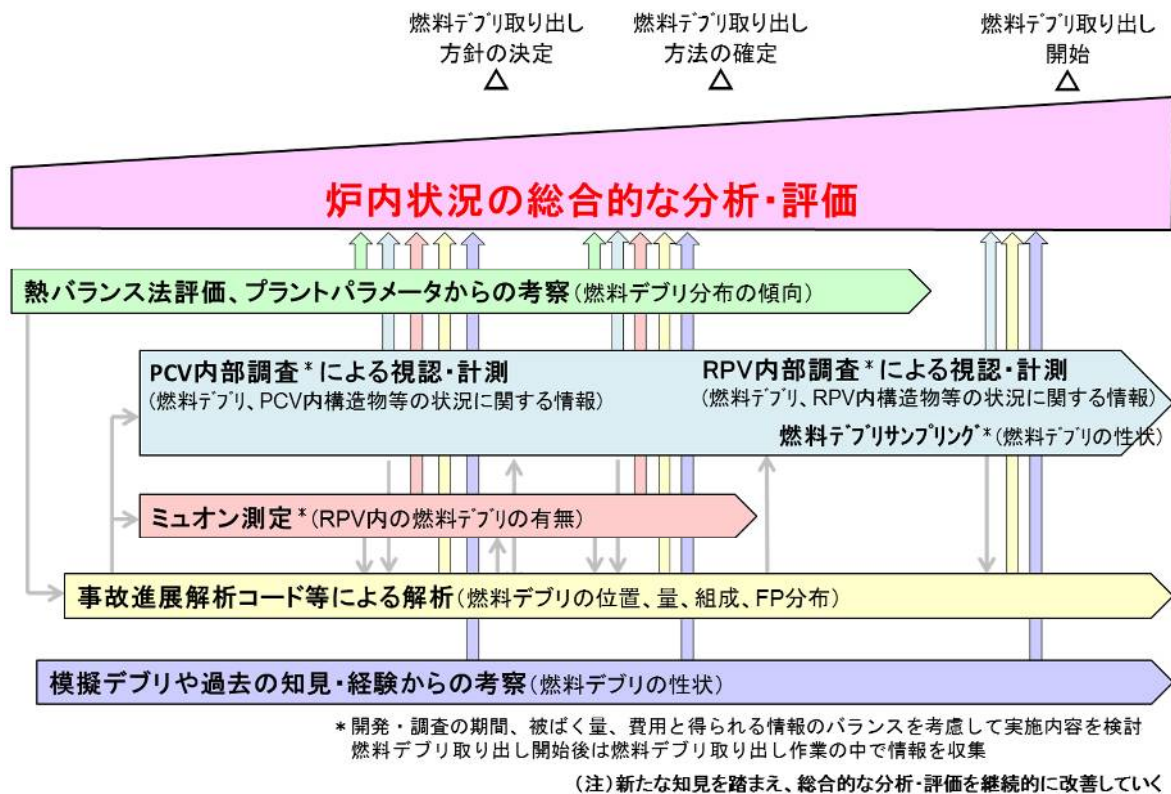 燃料デブリ取り出し
方針の決定
△
燃料デブリ取り出し
方法の確定
△
燃料デブリ取り出し
開始
△
炉内状況の総合的な分析・評価
熱バランス法評価、プラントパラメータからの考察(燃料デブリ分布の傾向)
PCV内部調査*による視認・計測
(燃料デブリ、PCV内構造物等の状況に関する情報)
RPV内部調査*による視認・計測
(燃料デブリ、RPV内構造物等の状況に関する情報)
燃料デブリサンプリング*(燃料デブリの性状)
ミュオン測定*(RPV内の燃料デブリの有無)
事故進展解析コード等による解析(燃料デブリの位置、量、組成、FP分布)
模擬デブリや過去の知見・経験からの考察(燃料デブリの性状)
*開発・調査の期間、被ばく量、費用と得られる情報のバランスを考慮して実施内容を検討
燃料デブリ取り出し開始後は燃料デブリ取り出し作業の中で情報を収集
(注)新たな知見を踏まえ、総合的な分析・評価を継続的に改善していく